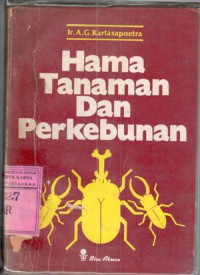 Ir. A.G. Kartasapoetra
Hama
Tanaman
Dan
Perkebunan
Bina Aksara